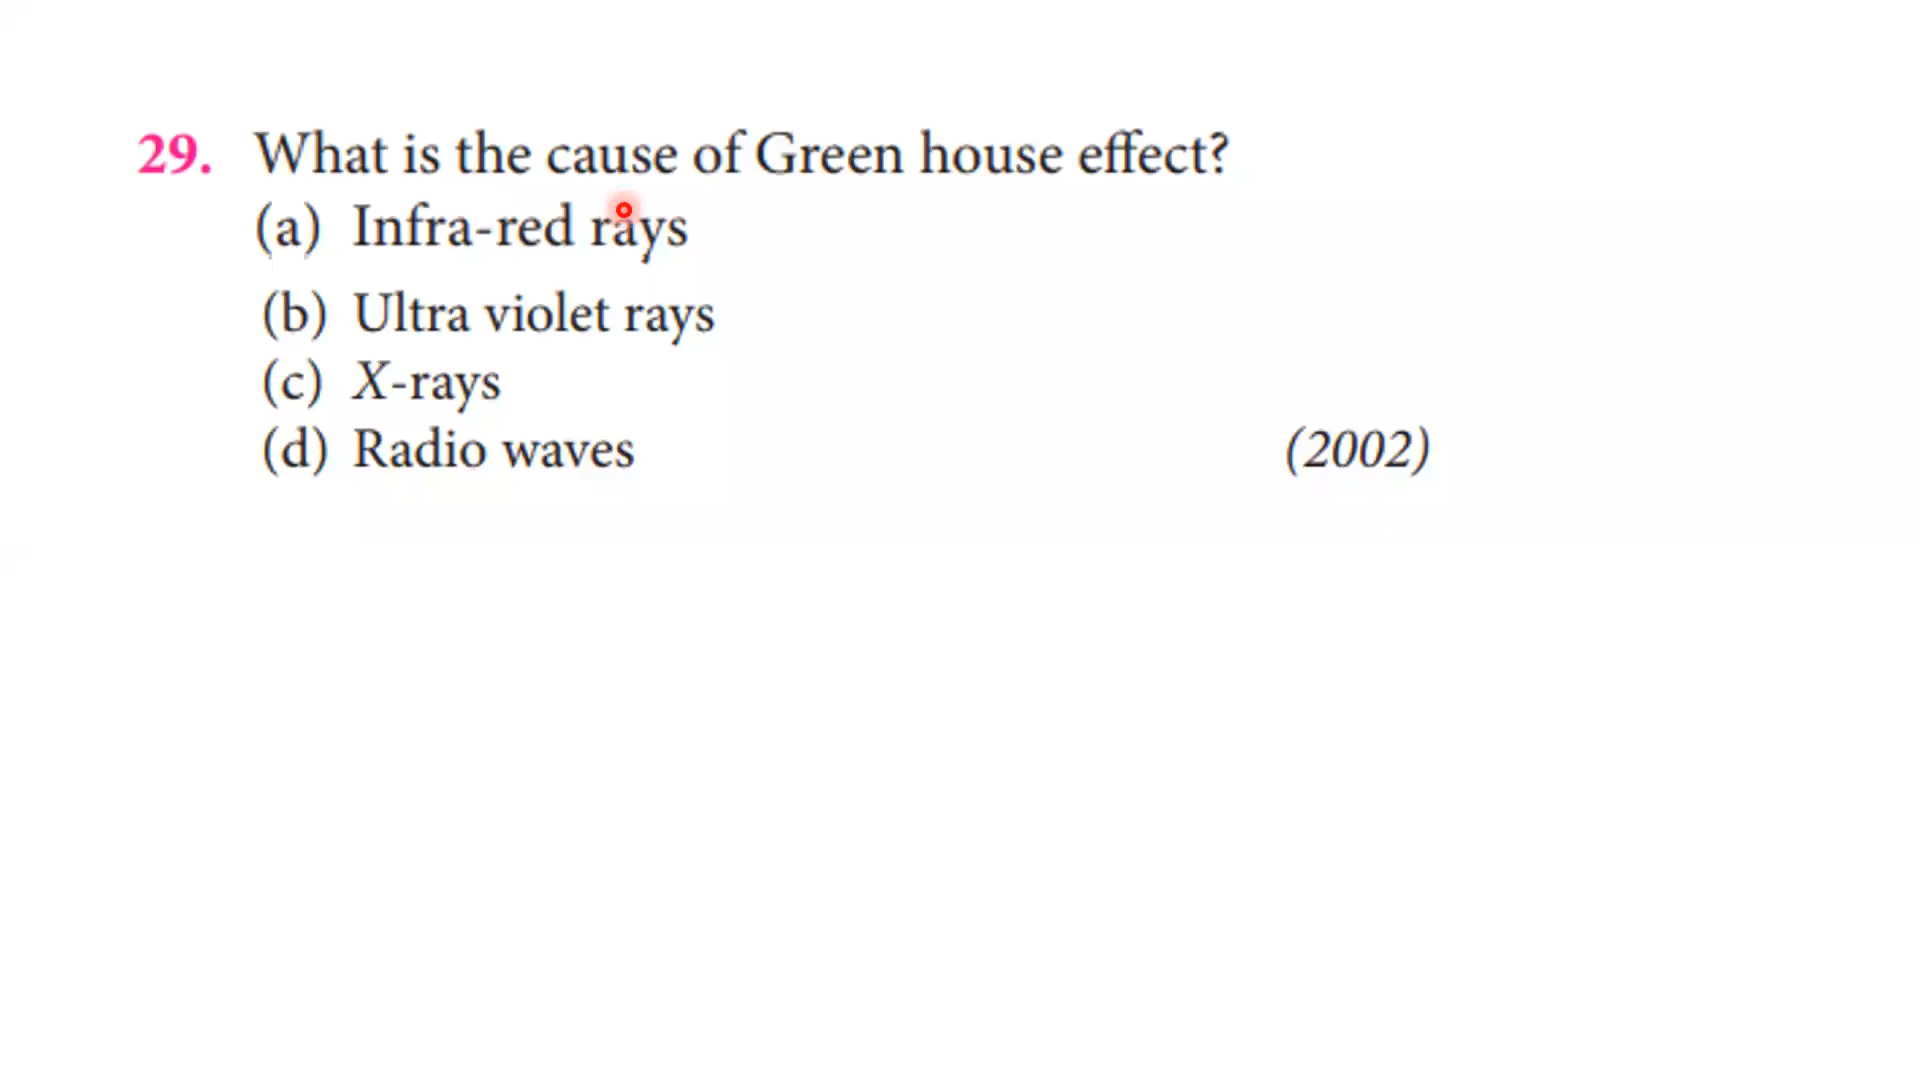 29. What is the cause of Green house effect?
(a) Infra-red rays
(b) Ultra violet rays
(c) X-rays
(d) Radio waves (2002)